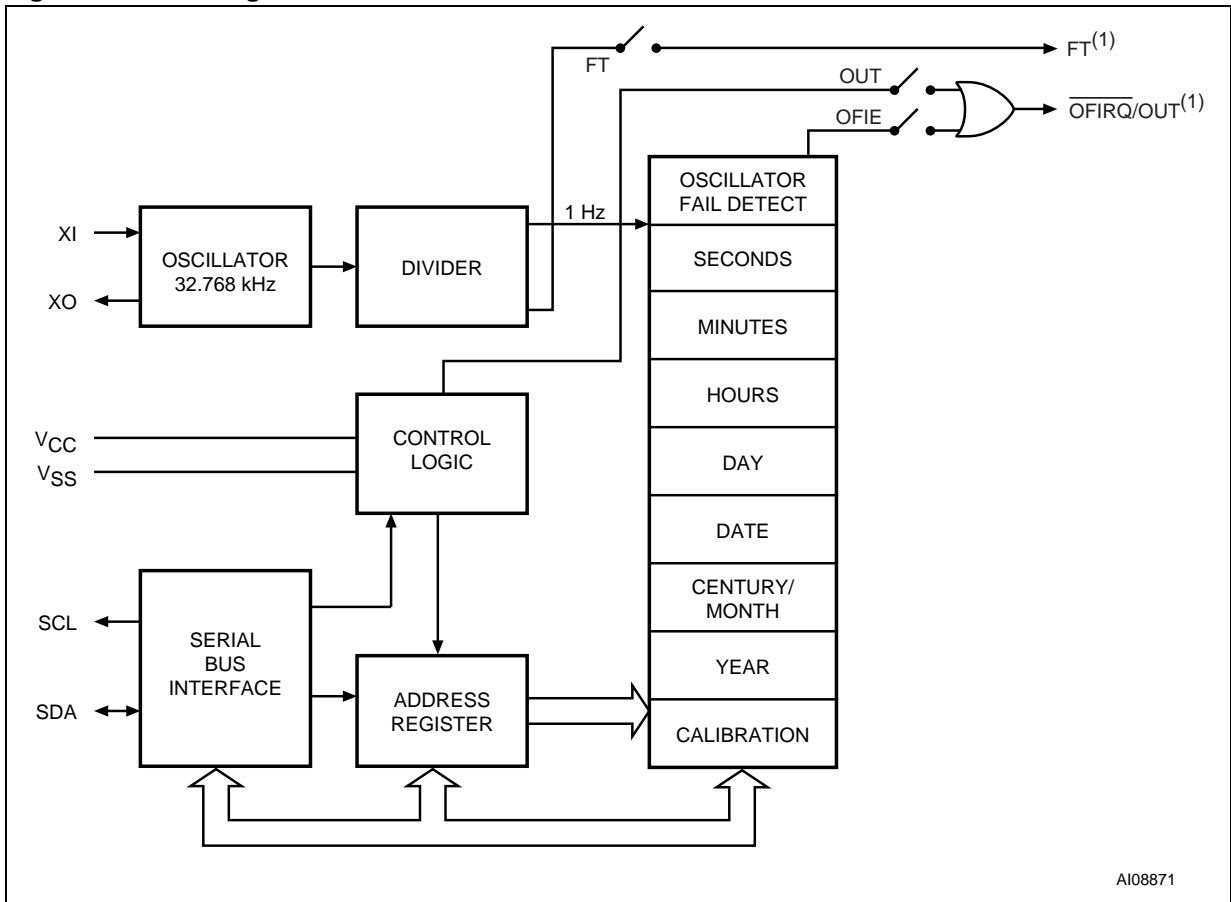 FT
FT(1)
OUT
OFIE
OFIRQ/OUT(1)
OSCILLATOR
FAIL DETECT
1 Hz
XI
XO
OSCILLATOR
32.768 kHz
DIVIDER
SECONDS
MINUTES
HOURS
DAY
DATE
CENTURY/
MONTH
YEAR
CALIBRATION
VCC
VSS
CONTROL
LOGIC
SCL
SDA
SERIAL
BUS
INTERFACE
ADDRESS
REGISTER
AI08871